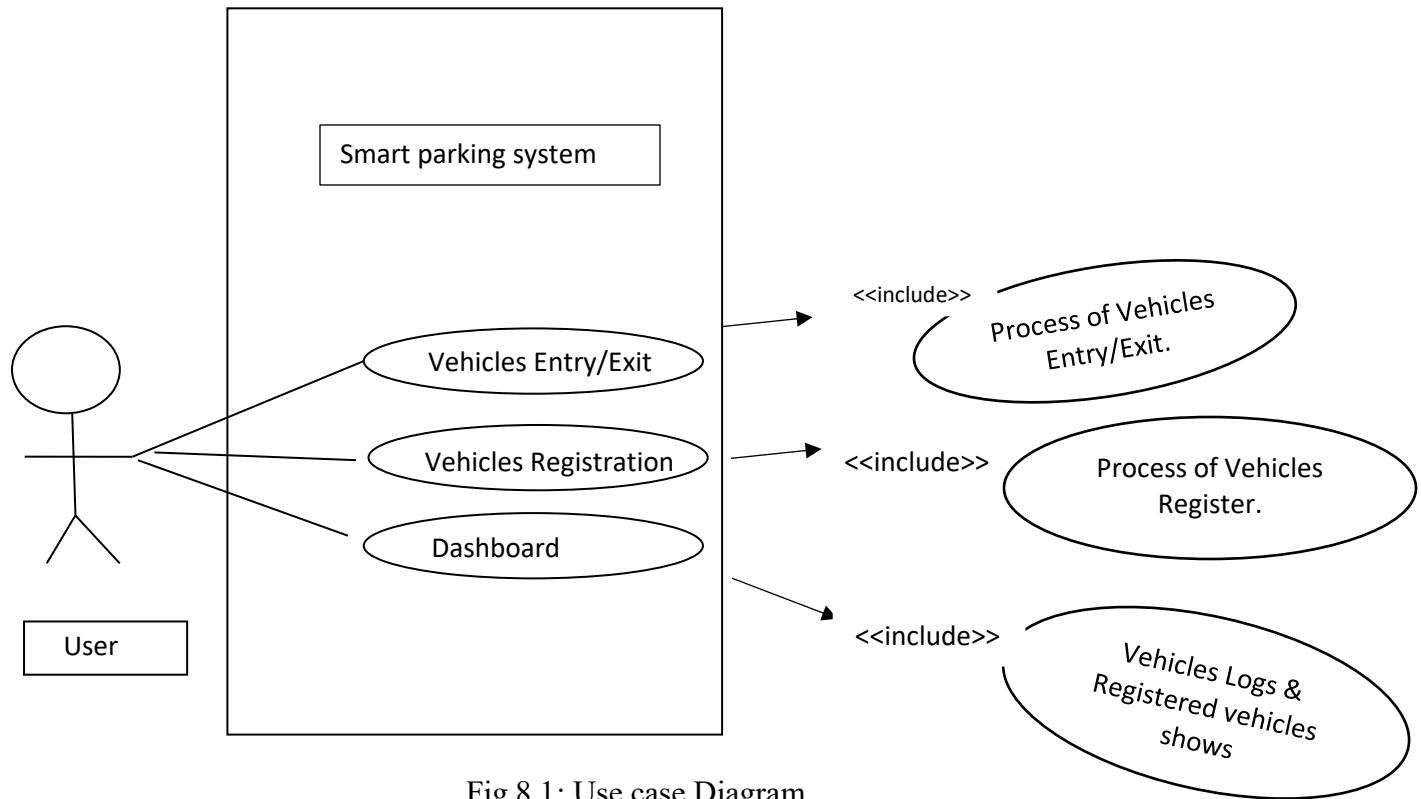 Smart parking system
<<include>>
Process of Vehicles
Entry/Exit.
Vehicles Entry/Exit
Vehicles Registration
<<include>>
Process of Vehicles
Register.
Dashboard
User
<<include>>
Vehicles Logs &
Registered vehicles
shows
Fig 8.1: Use case Diagram